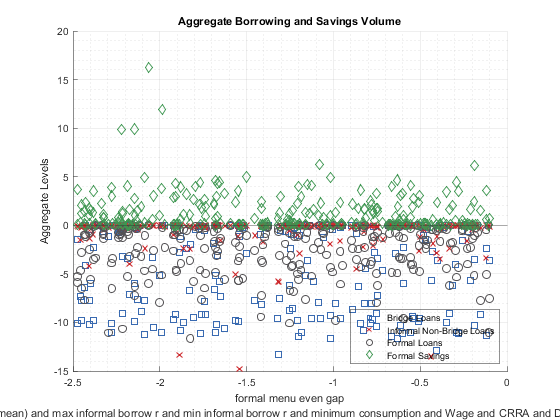 Aggregate Borrowing and Savings Volume
20
15
10
5
0
-5
-10
-15
Aggregate Levels
Bridge Loans
Informal Non-Bridge Loans
Formal Loans
Formal Savings
-2.5
-2
-1.5
-1
-0.5
0
formal menu even gap
mean) and max informal borrow r and min informal borrow r and minimum consumption and Wage and CRRA and